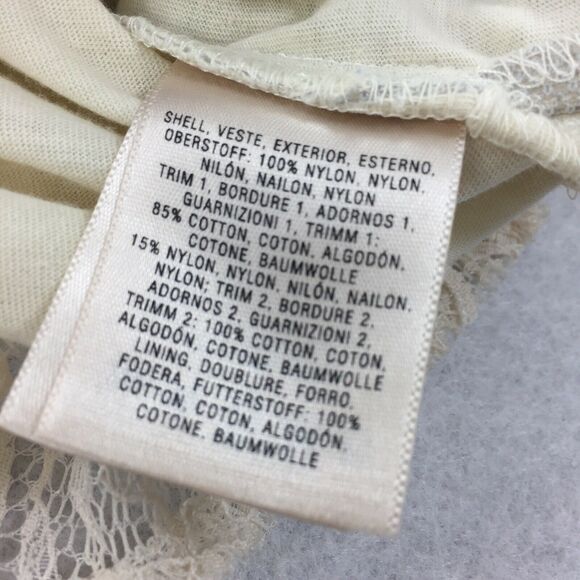 SHELL, VESTE, EXTERIOR, ESTERNO,
OBERSTOFF: 100% NYLON, NYLON,
NILÓN, NAILON, NYLON
TRIM 1, BORDURE 1, ADORNOS 1,
GUARNIZIONI 1, TRIMM 1:
85% COTTON, COTON, ALGODÓN,
COTONE, BAUMWOLLE
15% NYLON, NYLON, NILÓN, NAILON,
NYLON; TRIM 2, BORDURE 2,
ADORNOS 2, GUARNIZIONI 2,
TRIMM 2: 100% COTTON, COTON,
ALGODÓN, COTONE, BAUMWOLLE
LINING, DOUBLURE, FORRO,
FODERA, FUTTERSTOFF: 100%
COTTON, COTON, ALGODÓN,
COTONE, BAUMWOLLE